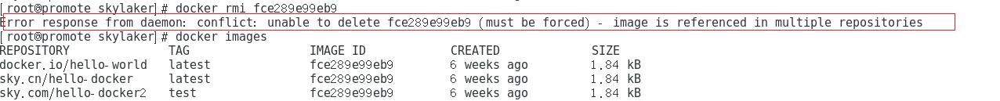 [root@promote skylaker]# docker rmi fce289e99eb9
Error response from daemon: conflict: unable to delete fce289e99eb9 (must be forced) - image is referenced in multiple repositories
[root@promote skylaker]# docker images
REPOSITORY TAG IMAGE ID CREATED SIZE
docker.io/hello-world latest fce289e99eb9 6 weeks ago 1.84 kB
sky.cn/hello-docker latest fce289e99eb9 6 weeks ago 1.84 kB
sky.com/hello-docker2 test fce289e99eb9 6 weeks ago 1.84 kB